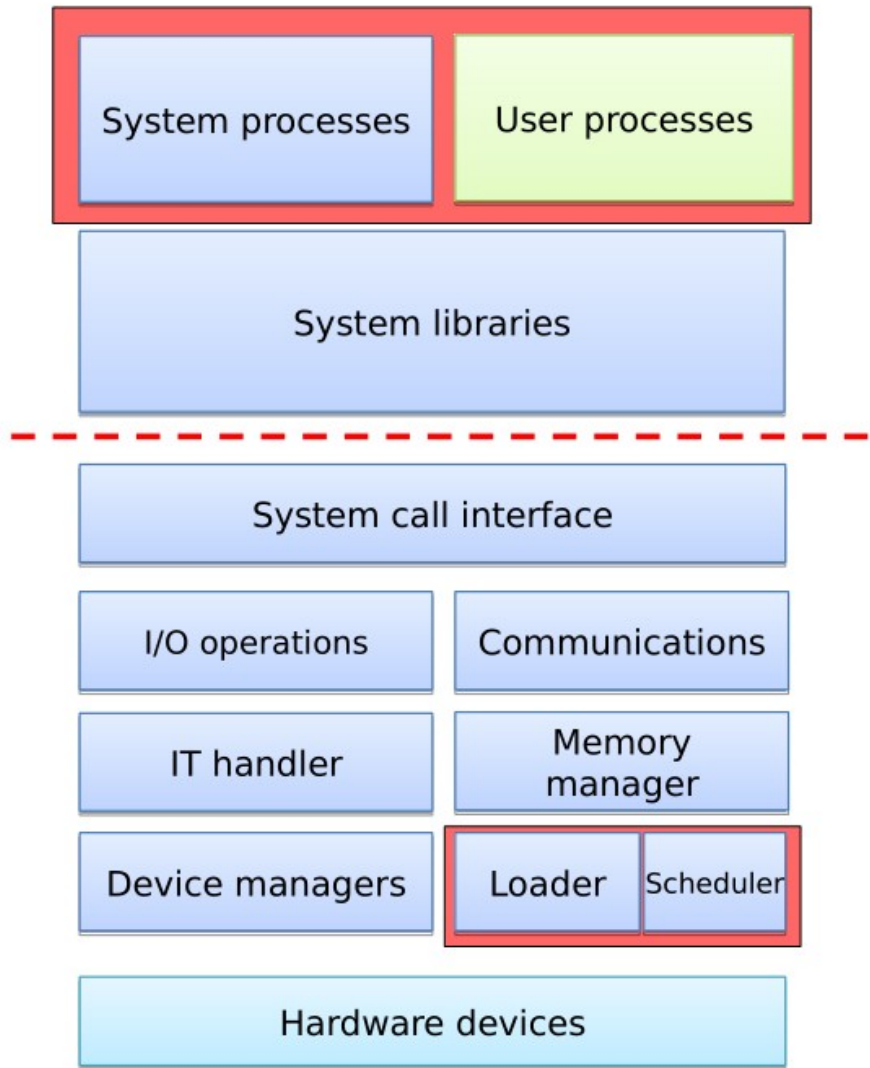 System processes
User processes
System libraries
System call interface
I/O operations
Communications
IT handler
Memory
manager
Device managers
Loader
Scheduler
Hardware devices